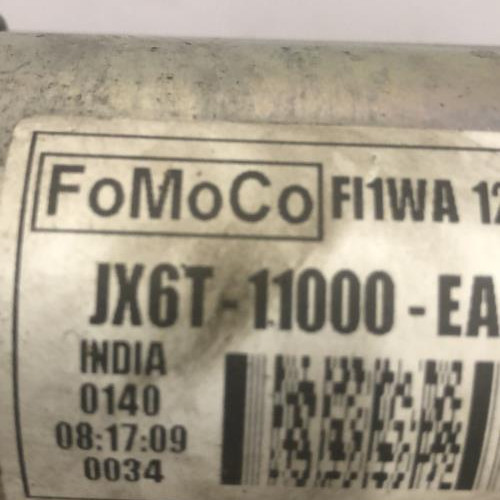 FoMoCo FI1WA 12
JX6T-11000-EA
INDIA
0140
08:17:09
0034